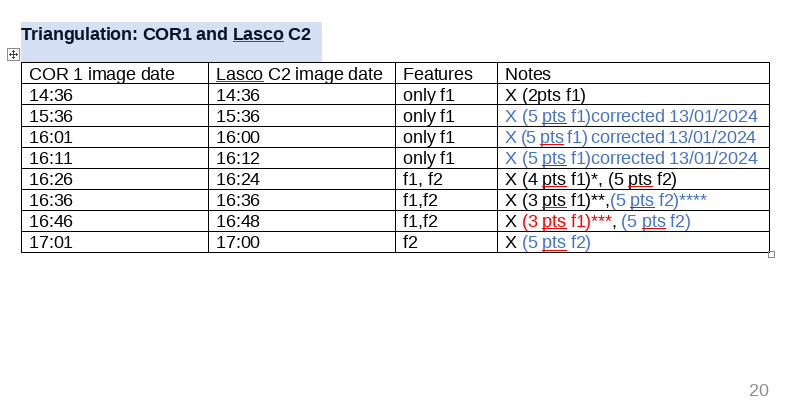 Triangulation: COR1 and Lasco C2
COR 1 image date Lasco C2 image date Features Notes
14:36 14:36 only f1 X (2pts f1)
15:36 15:36 only f1 X (5 pts f1)corrected 13/01/2024
16:01 16:00 only f1 X (5 pts f1) corrected 13/01/2024
16:11 16:12 only f1 X (5 pts f1)corrected 13/01/2024
16:26 16:24 f1, f2 X (4 pts f1)*, (5 pts f2)
16:36 16:36 f1,f2 X (3 pts f1)**,(5 pts f2)****
16:46 16:48 f1,f2 X (3 pts f1)***, (5 pts f2)
17:01 17:00 f2 X (5 pts f2)
20